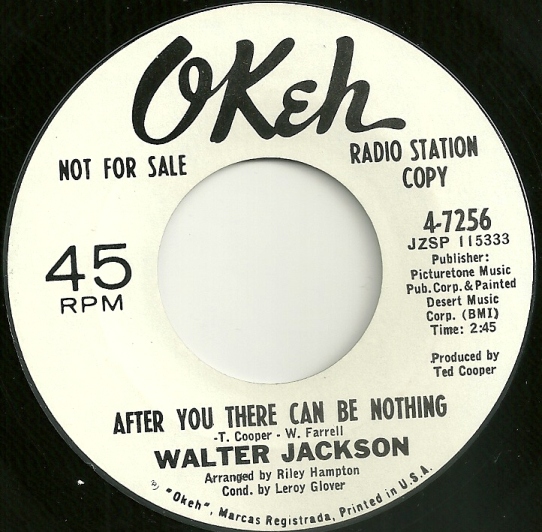 OKeh
NOT FOR SALE
RADIO STATION
COPY
45
RPM
4-7256
JZSP 115333
Publisher:
Picturetone Music
Pub. Corp. & Painted
Desert Music
Corp. (BMI)
Time: 2:45
Produced by
Ted Cooper
AFTER YOU THERE CAN BE NOTHING
-T. Cooper - W. Farrell
WALTER JACKSON
Arranged by Riley Hampton
Cond. by Leroy Glover
"Okeh", Marcas Registrada, Printed in U.S.A.